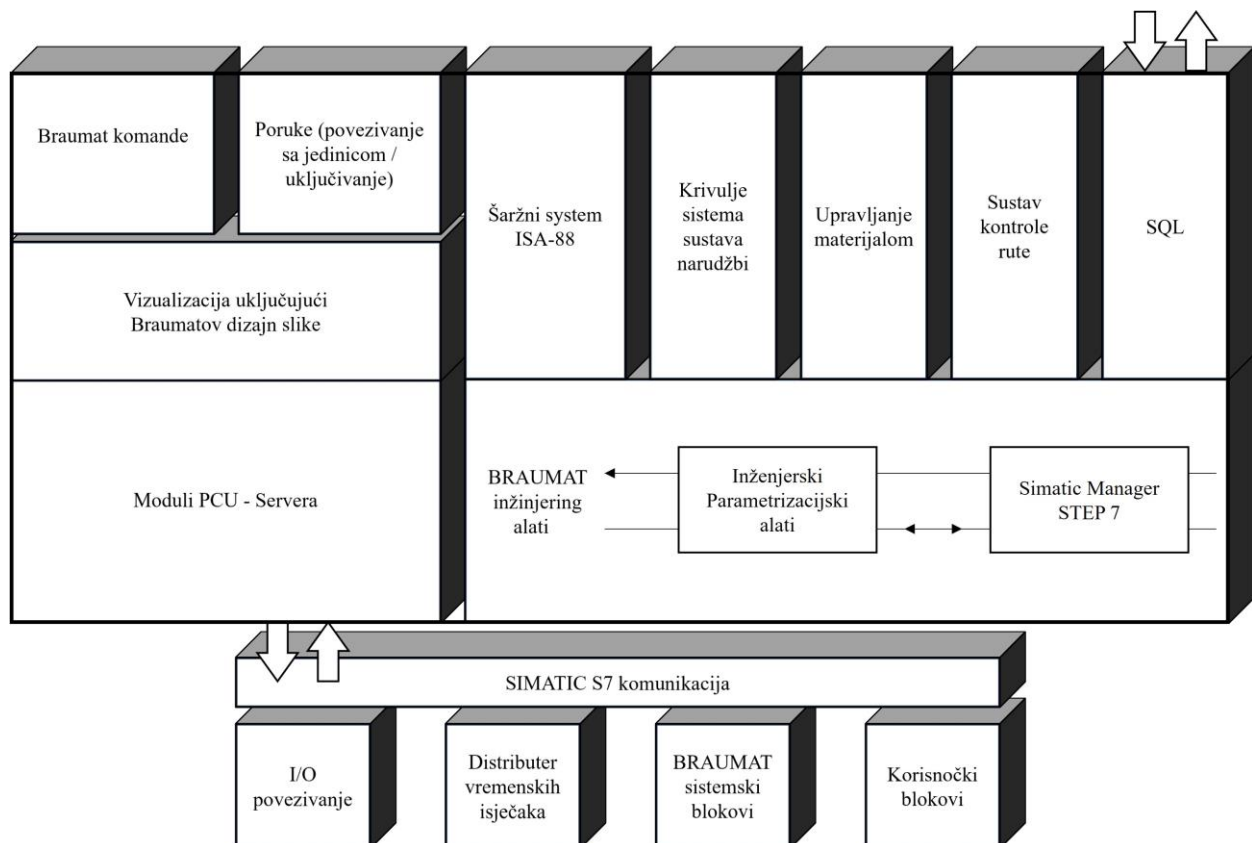 Braumat komande
Poruke (povezivanje
sa jedinicom /
uključivanje)
Šaržni system
ISA-88
Krivulje
sistema
sustava
narudžbi
Upravljanje
materijalom
Sustav
kontrole
rute
SQL
Vizualizacija uključujući
Braumatov dizajn slike
Moduli PCU - Servera
BRAUMAT
inžinjering
alati
Inženjerski
Parametrizacijski
alati
Simatic Manager
STEP 7
SIMATIC S7 komunikacija
I/O
povezivanje
Distributer
vremenskih
isječaka
BRAUMAT
sistemski
blokovi
Korisnočki
blokovi